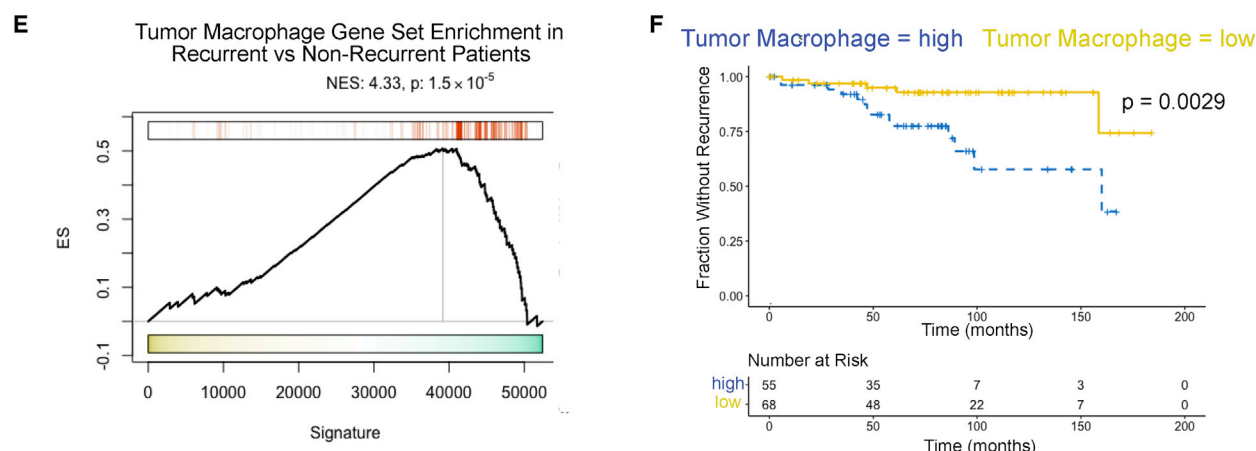 E
Tumor Macrophage Gene Set Enrichment in
Recurrent vs Non-Recurrent Patients
NES: 4.33, p: 1.5 × 10⁻⁵
ES
0.5
0.3
0.1
-0.1
0 10000 20000 30000 40000 50000
Signature
F
Tumor Macrophage = high Tumor Macrophage = low
p = 0.0029
Fraction Without Recurrence
1.00
0.75
0.50
0.25
0.00
0 50 100 150 200
Time (months)
Number at Risk
high 55 35 7 3 0
low 68 48 22 7 0
0 50 100 150 200
Time (months)